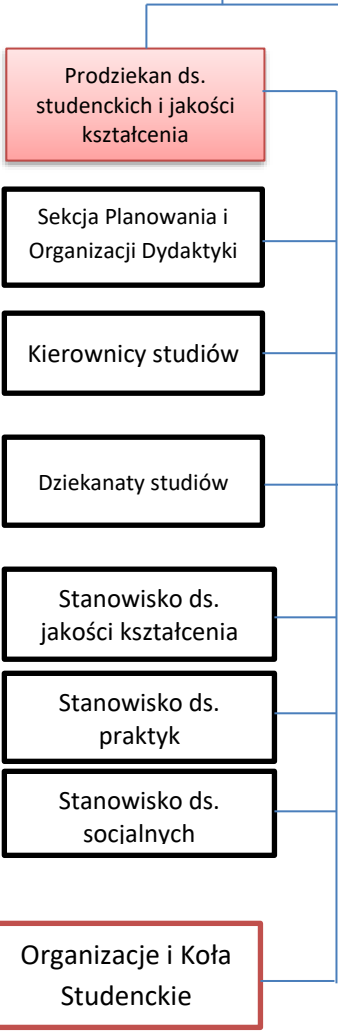 Prodziekan ds.
studenckich i jakości
kształcenia
Sekcja Planowania i
Organizacji Dydaktyki
Kierownicy studiów
Dziekanaty studiów
Stanowisko ds.
jakości kształcenia
Stanowisko ds.
praktyk
Stanowisko ds.
socjalnych
Organizacje i Koła
Studenckie